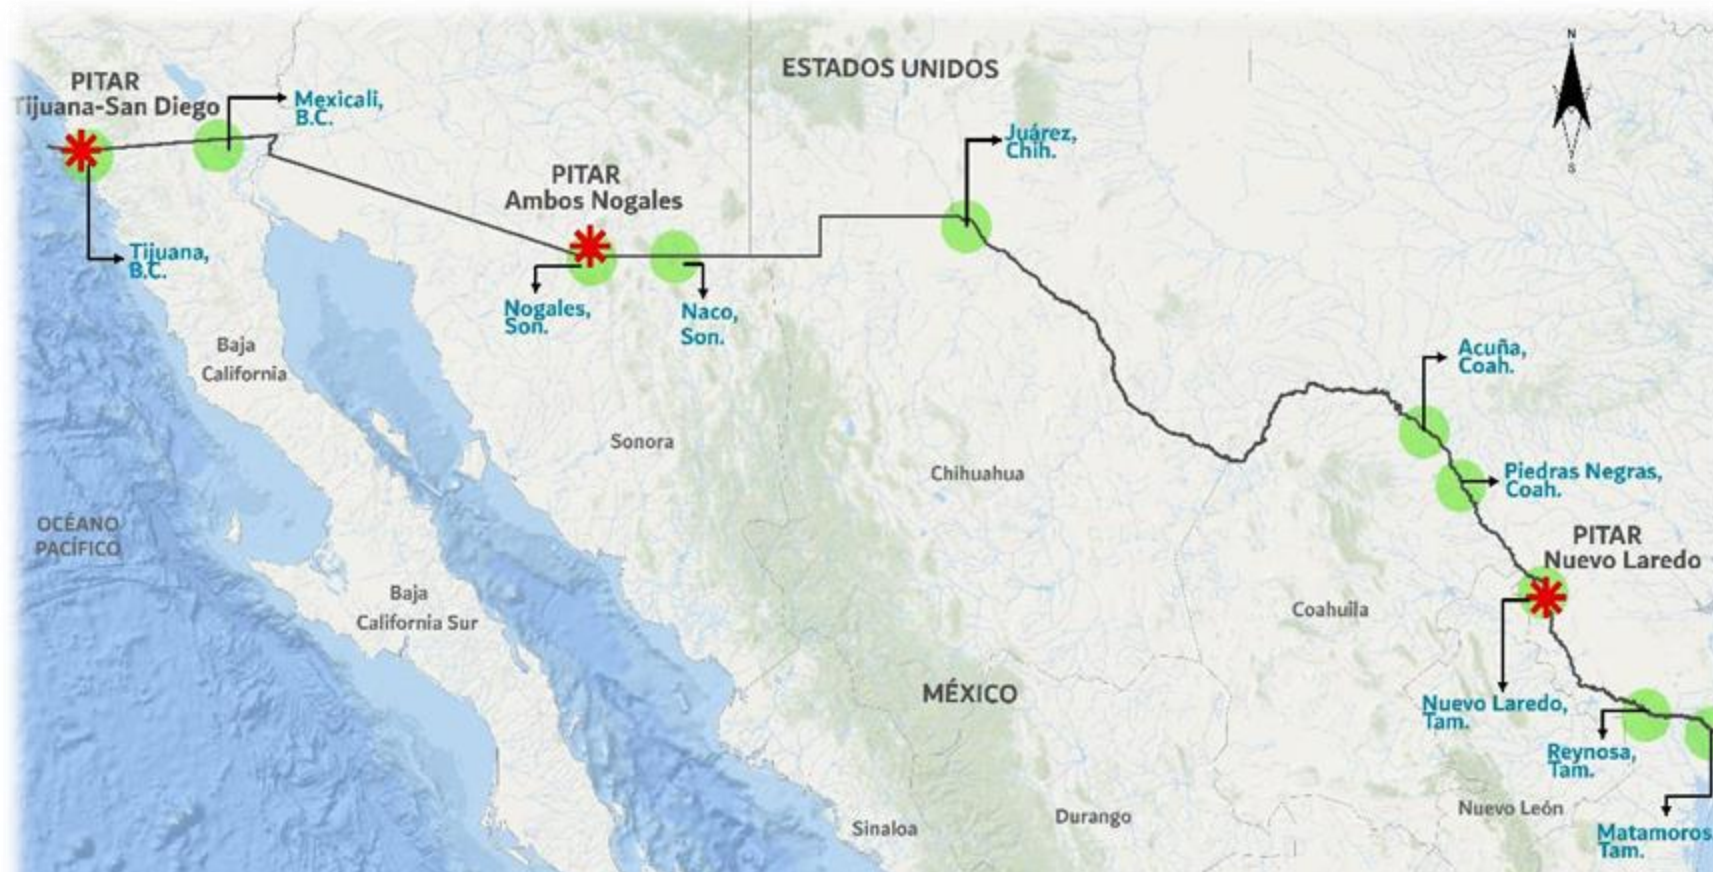 N
ESTADOS UNIDOS
PITAR
Tijuana-San Diego
Mexicali,
B.C.
Juárez,
Chih.
PITAR
Ambos Nogales
S
Tijuana,
B.C.
Nogales,
Son.
Naco,
Son.
Baja
California
Acuña,
Coah.
Sonora
Chihuahua
Piedras Negras,
Coah.
OCÉANO
PACÍFICO
PITAR
Nuevo Laredo
Baja
California Sur
Coahuila
MÉXICO
Nuevo Laredo,
Tam.
Reynosa,
Tam.
Nuevo León
Durango
Sinaloa
Matamoros
Tam.